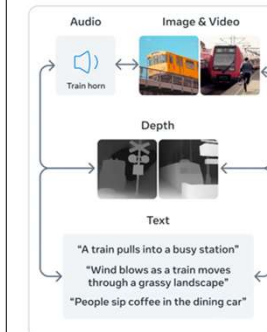 Audio
Image & Video
Train horn
Depth
Text
“A train pulls into a busy station”
“Wind blows as a train moves
through a grassy landscape”
“People sip coffee in the dining car”